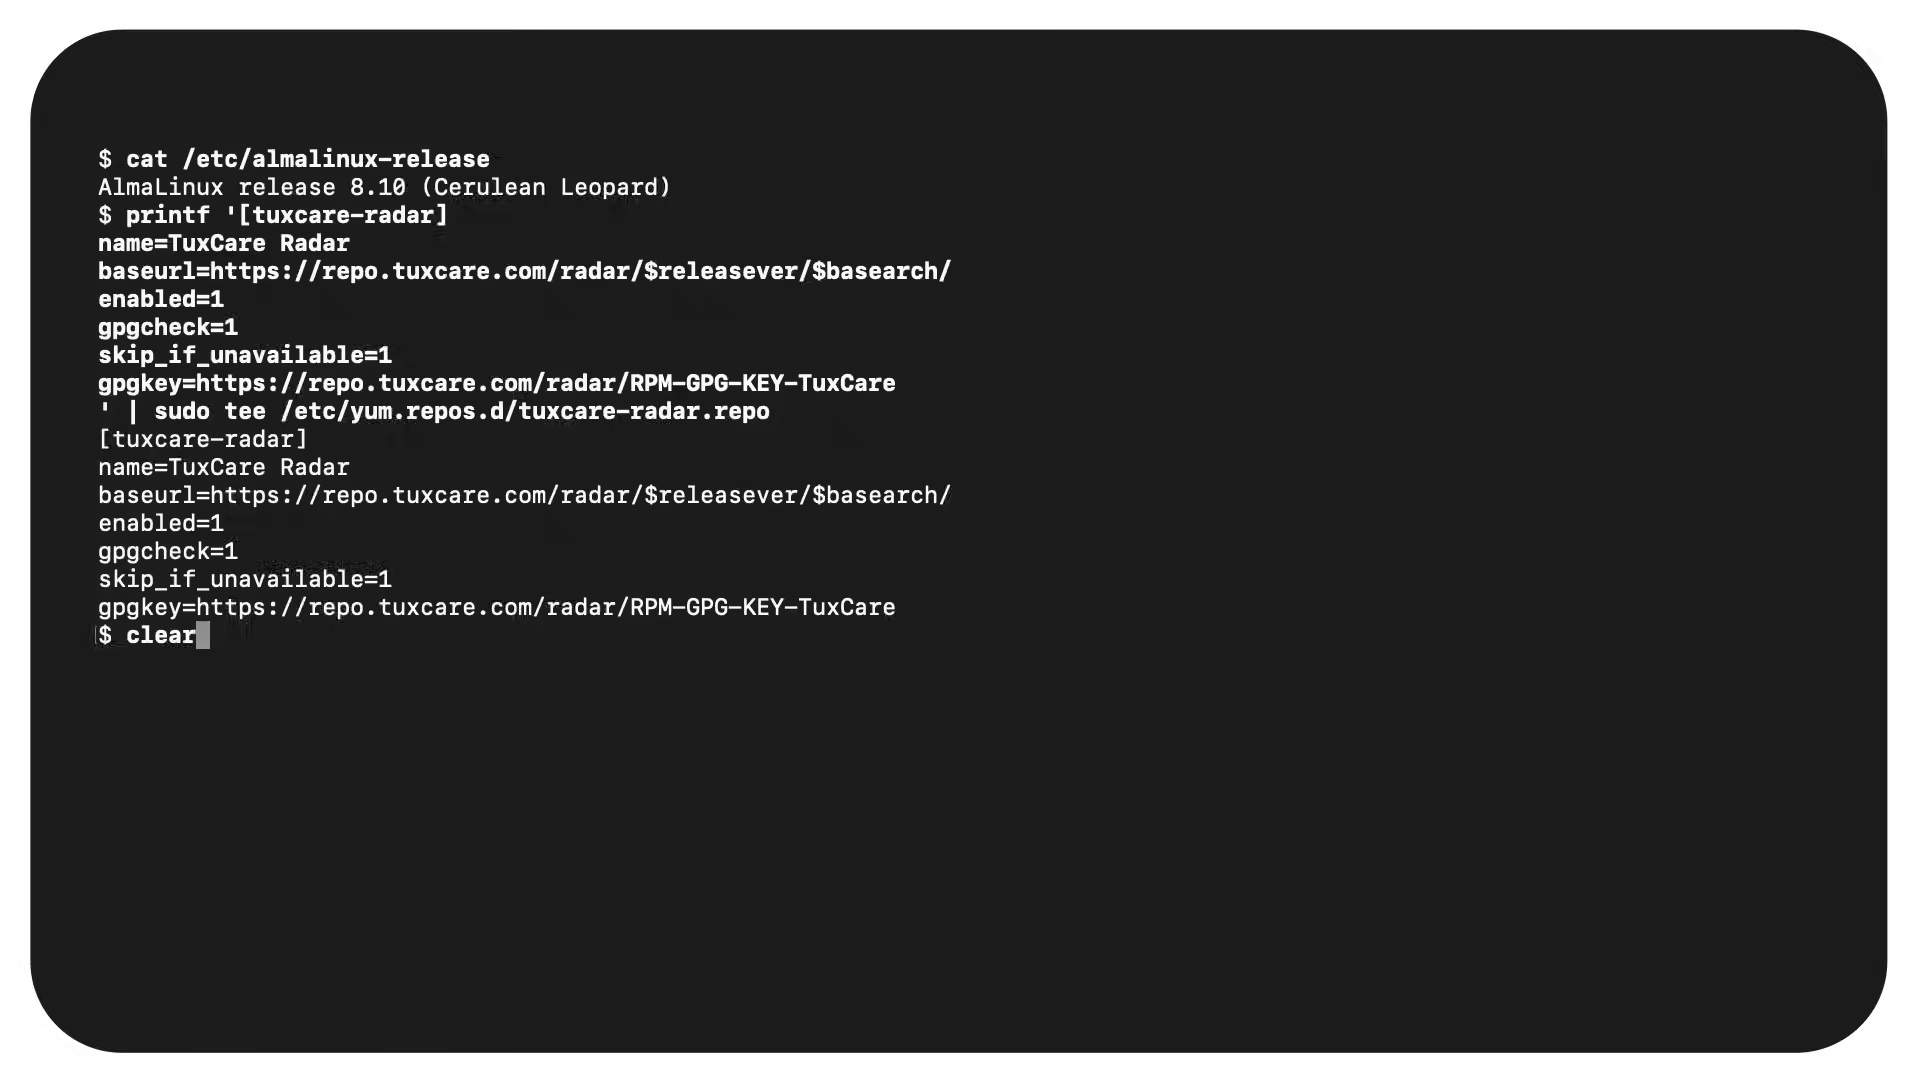 $ cat /etc/almalinux-release
AlmaLinux release 8.10 (Cerulean Leopard)
$ printf '[tuxcare-radar]
name=TuxCare Radar
baseurl=https://repo.tuxcare.com/radar/$releasever/$basearch/
enabled=1
gpgcheck=1
skip_if_unavailable=1
gpgkey=https://repo.tuxcare.com/radar/RPM-GPG-KEY-TuxCare
' | sudo tee /etc/yum.repos.d/tuxcare-radar.repo
[tuxcare-radar]
name=TuxCare Radar
baseurl=https://repo.tuxcare.com/radar/$releasever/$basearch/
enabled=1
gpgcheck=1
skip_if_unavailable=1
gpgkey=https://repo.tuxcare.com/radar/RPM-GPG-KEY-TuxCare
$ clear